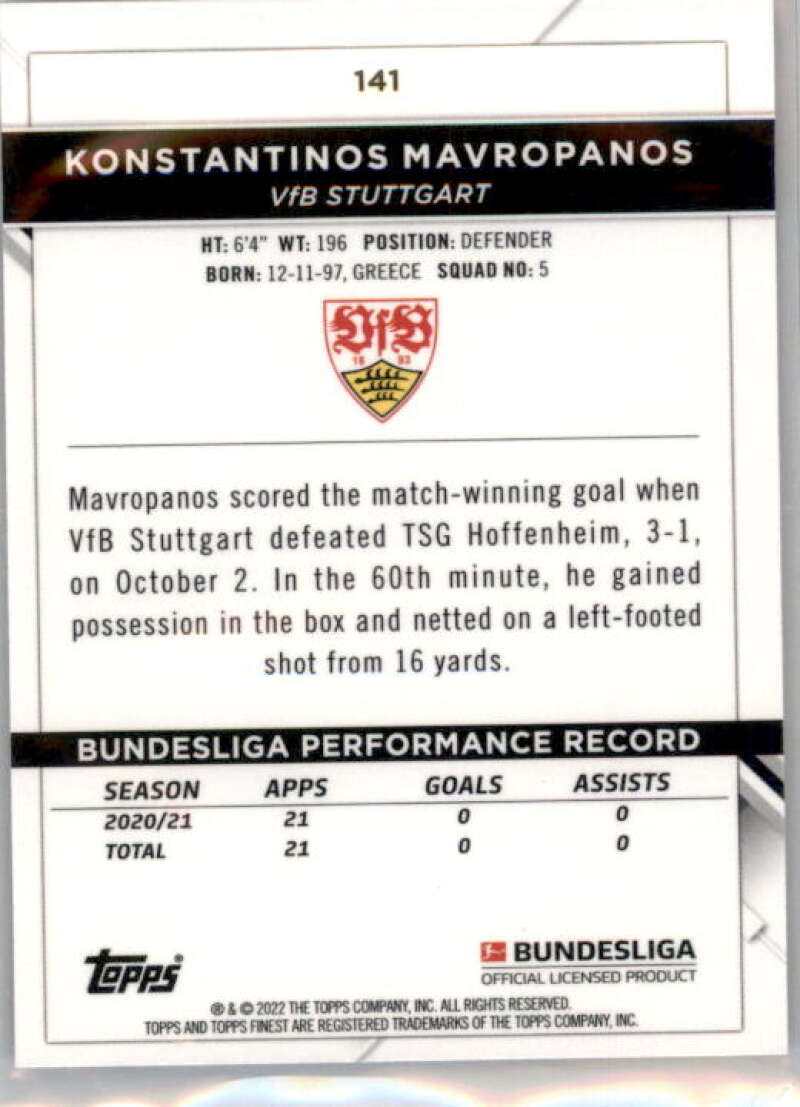 141
KONSTANTINOS MAVROPANOS
VfB STUTTGART
HT: 6'4" WT: 196 POSITION: DEFENDER
BORN: 12-11-97, GREECE SQUAD NO: 5
VfB
18 93
Mavropanos scored the match-winning goal when
VfB Stuttgart defeated TSG Hoffenheim, 3-1,
on October 2. In the 60th minute, he gained
possession in the box and netted on a left-footed
shot from 16 yards.
BUNDESLIGA PERFORMANCE RECORD
SEASON APPS GOALS ASSISTS
2020/21 21 0 0
TOTAL 21 0 0
Topps®
BUNDESLIGA
OFFICIAL LICENSED PRODUCT
® & © 2022 THE TOPPS COMPANY, INC. ALL RIGHTS RESERVED.
TOPPS AND TOPPS FINEST ARE REGISTERED TRADEMARKS OF THE TOPPS COMPANY, INC.